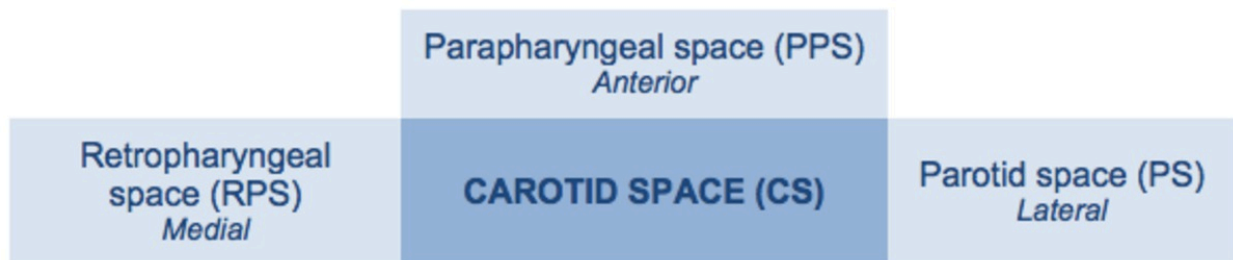 Parapharyngeal space (PPS)
Anterior
Retropharyngeal
space (RPS)
Medial
CAROTID SPACE (CS)
Parotid space (PS)
Lateral